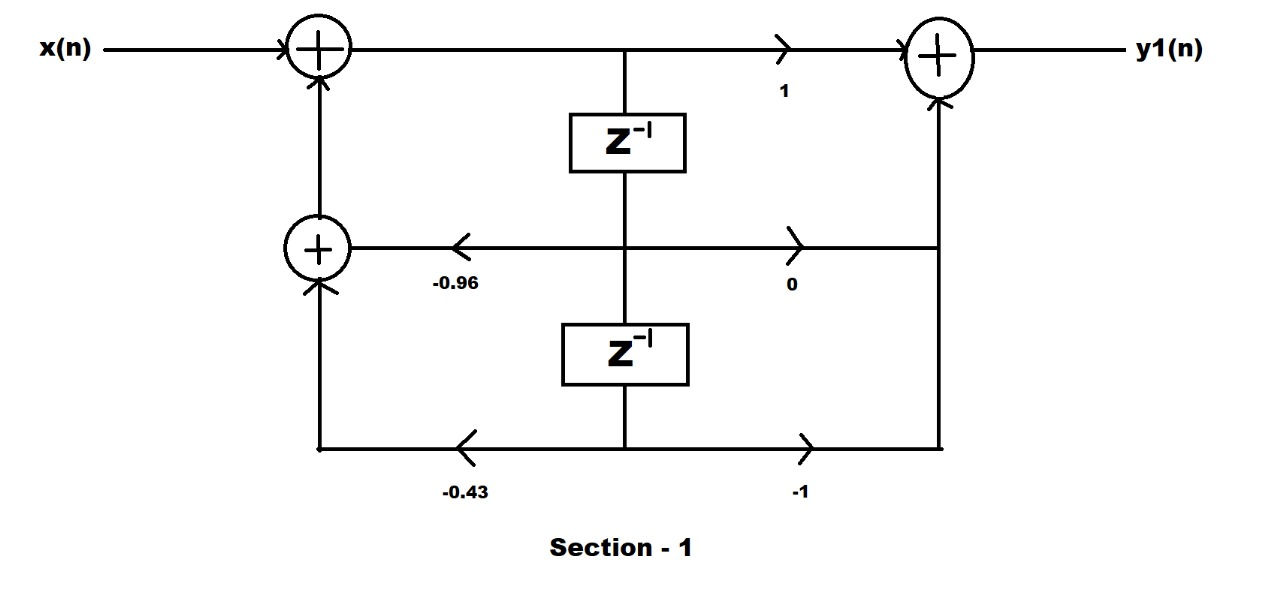 x(n)
y1(n)
1
z⁻¹
-0.96
0
z⁻¹
-0.43
-1
Section - 1